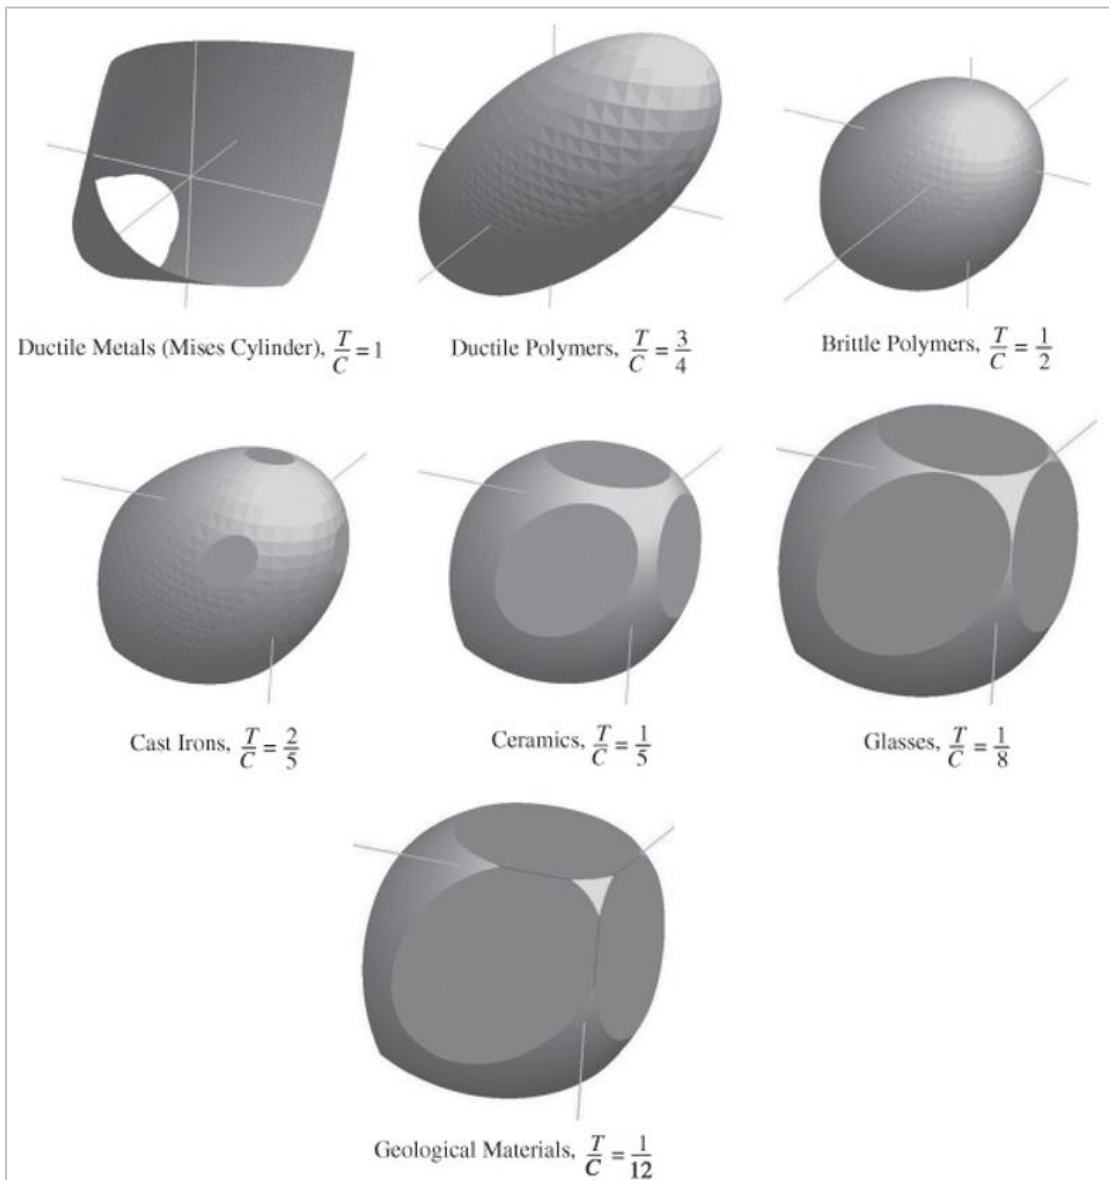 Ductile Metals (Mises Cylinder), T/C = 1
Ductile Polymers, T/C = 3/4
Brittle Polymers, T/C = 1/2
Cast Irons, T/C = 2/5
Ceramics, T/C = 1/5
Glasses, T/C = 1/8
Geological Materials, T/C = 1/12